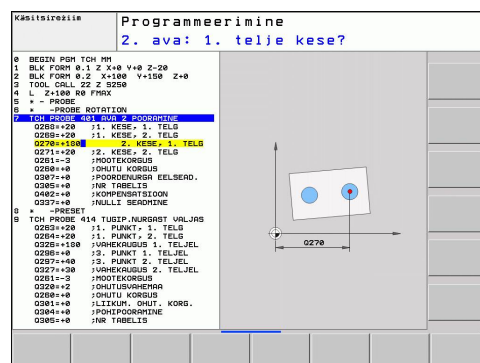 Käsitsirežiim
Programmeerimine
2. ava: 1. telje kese?
0 BEGIN PGM TCH MM
1 BLK FORM 0.1 Z X+0 Y+0 Z-20
2 BLK FORM 0.2 X+100 Y+150 Z+0
3 TOOL CALL 22 Z S250
4 L Z+100 R0 FMAX
5 * - PROBE
6 * -PROBE ROTATION
7 TCH PROBE 401 AVA 2 POORAMINE
Q268=+20 ;1. KESE, 1. TELG
Q269=+20 ;1. KESE, 2. TELG
Q270=+180 2. KESE, 1. TELG
Q271=+20 ;2. KESE, 2. TELG
Q261=-3 ;MOOTEKORGUS
Q260=+0 ;OHUTU KORGUS
Q307=+0 ;POORDENURGA EELSEAD.
Q305=+0 ;NR TABELIS
Q402=+0 ;KOMPENSATSIOON
Q337=+0 ;NULLI SEADMINE
8 * -PRESET
9 TCH PROBE 414 TUGIP.NURGAST VALJAS
Q263=+20 ;1. PUNKT, 1. TELG
Q264=+20 ;1. PUNKT, 2. TELG
Q326=+180 ;VAHEKAUGUS 1. TELJEL
Q296=+0 ;3. PUNKT 1. TELJEL
Q297=+40 ;3. PUNKT 2. TELJEL
Q327=+30 ;VAHEKAUGUS 2. TELJEL
Q261=-3 ;MOOTEKORGUS
Q320=+2 ;OHUTUSVAHEMAA
Q260=+0 ;OHUTU KORGUS
Q301=+0 ;LIIKUM. OHUT. KORG.
Q304=+0 ;POHIPOORAMINE
Q305=+0 ;NR TABELIS
Q270